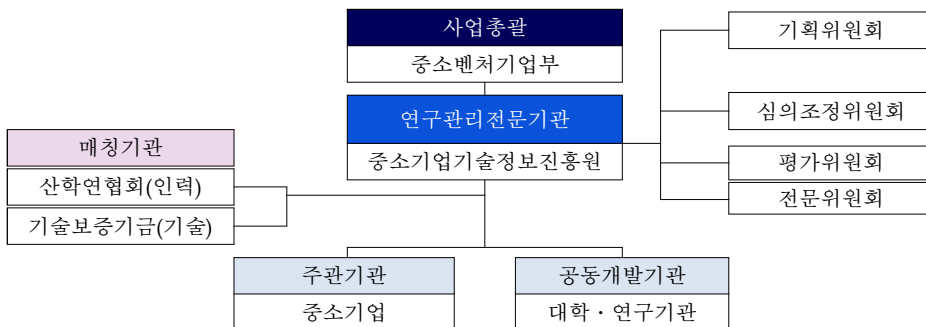 사업총괄
중소벤처기업부
연구관리전문기관
중소기업기술정보진흥원
기획위원회
심의조정위원회
평가위원회
전문위원회
매칭기관
산학연협회(인력)
기술보증기금(기술)
주관기관
중소기업
공동개발기관
대학・연구기관